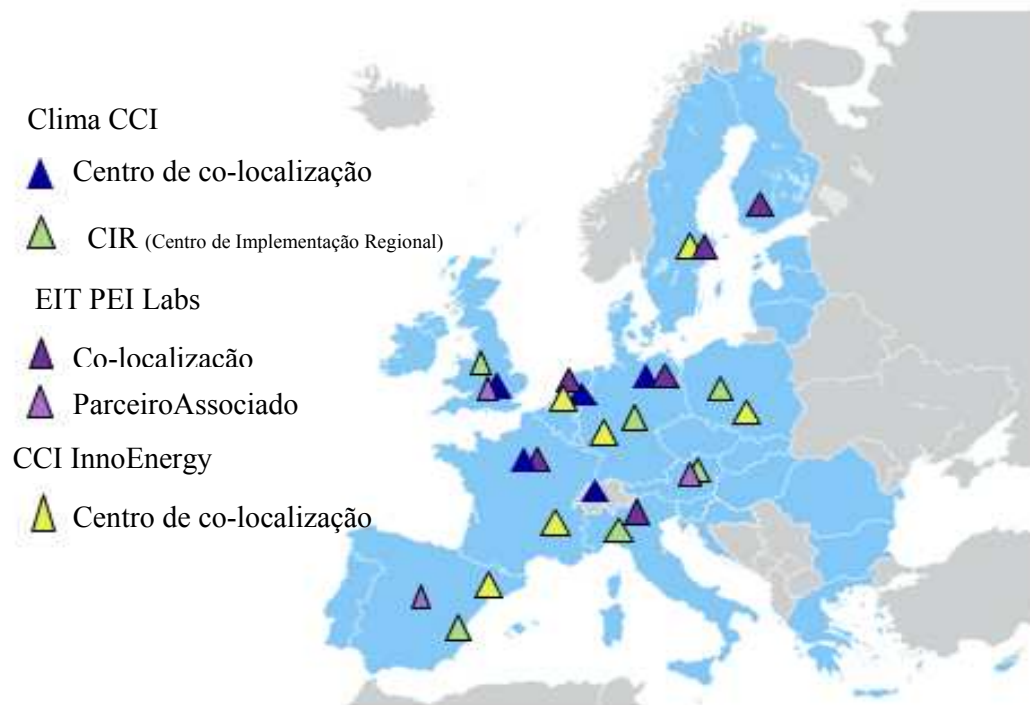 Clima CCI
Centro de co-localização
CIR (Centro de Implementação Regional)
EIT PEI Labs
Co-localizacão
ParceiroAssociado
CCI InnoEnergy
Centro de co-localização